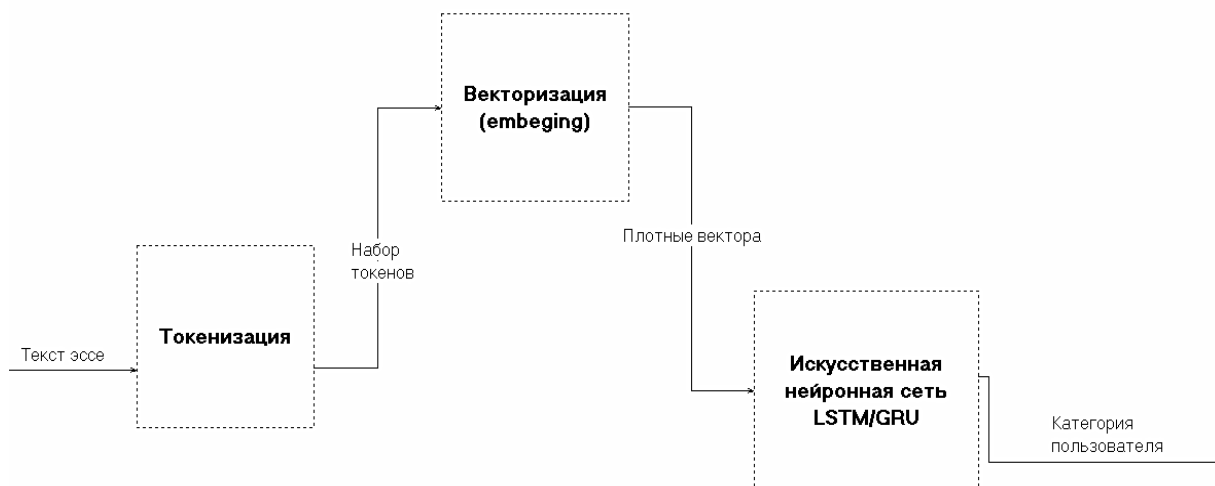 Текст эссе
Токенизация
Набор
токенов
Векторизация
(embeging)
Плотные вектора
Искусственная
нейронная сеть
LSTM/GRU
Категория
пользователя